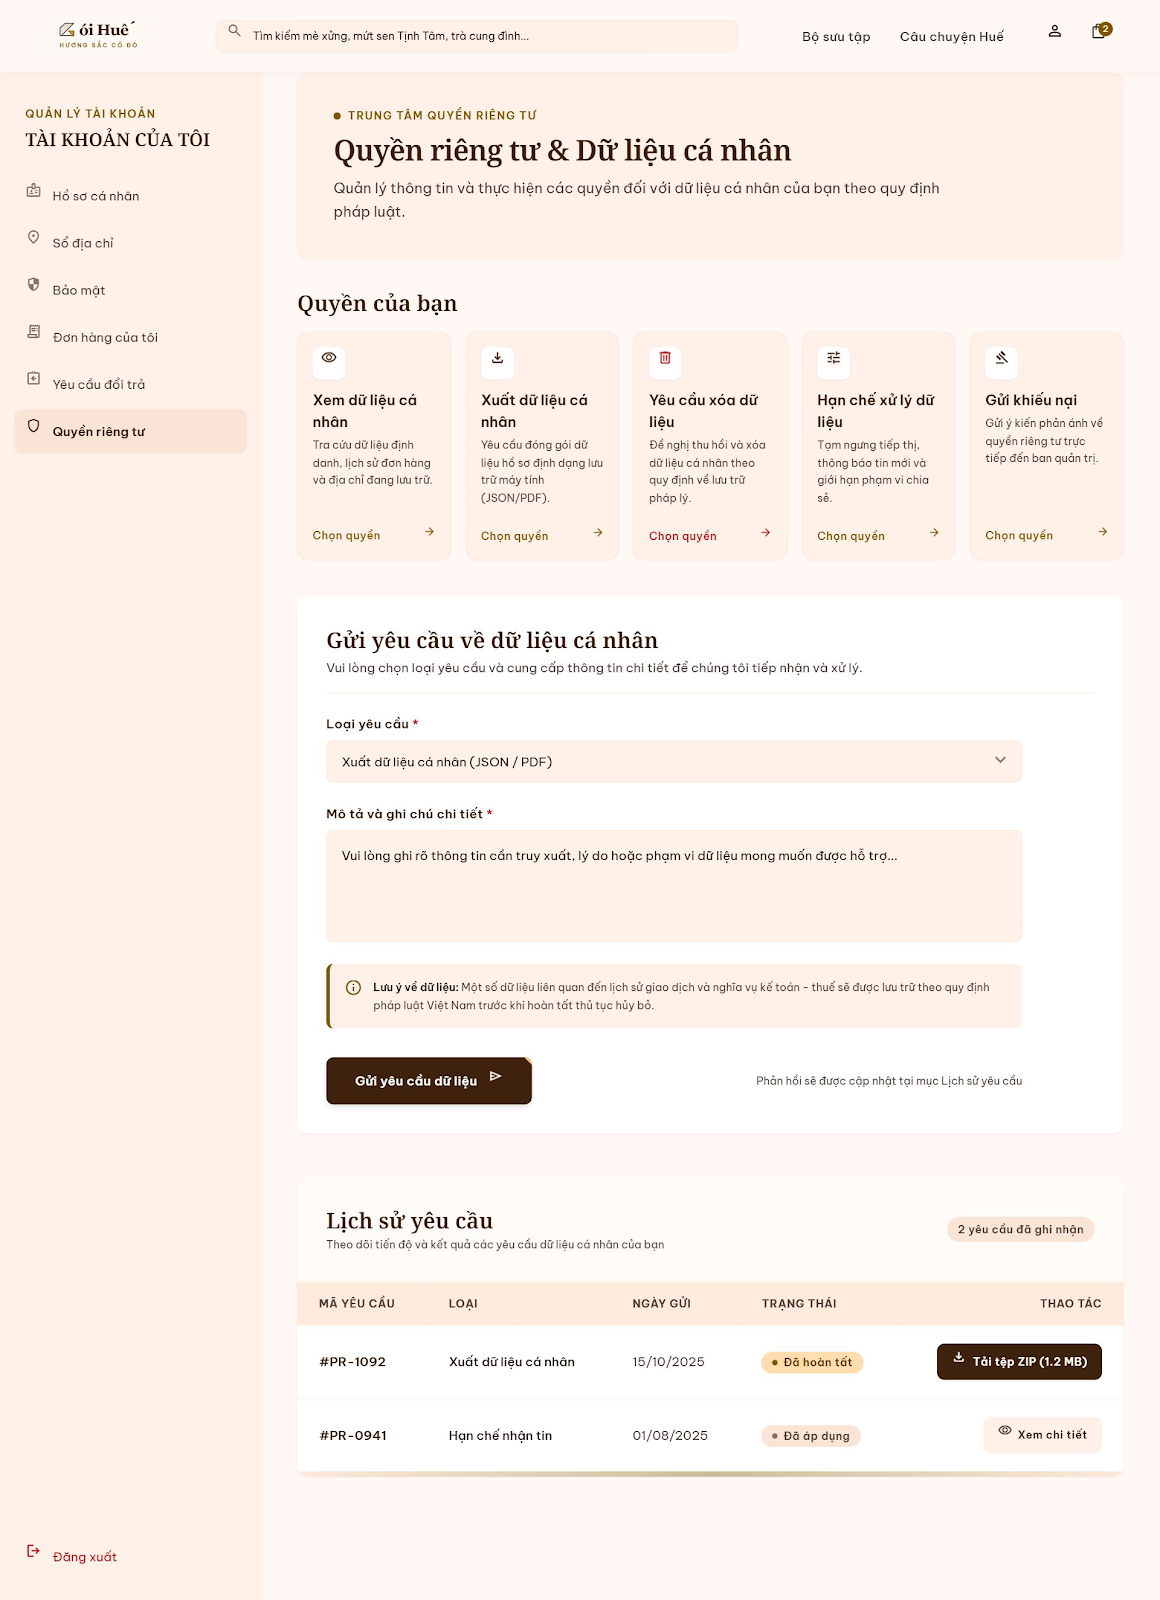 ói Huế
HƯƠNG SẮC CỐ ĐÔ
Tìm kiếm mè xửng, mứt sen Tịnh Tâm, trà cung đình...
Bộ sưu tập
Câu chuyện Huế
2
QUẢN LÝ TÀI KHOẢN
TÀI KHOẢN CỦA TÔI
Hồ sơ cá nhân
Sổ địa chỉ
Bảo mật
Đơn hàng của tôi
Yêu cầu đổi trả
Quyền riêng tư
Đăng xuất
TRUNG TÂM QUYỀN RIÊNG TƯ
Quyền riêng tư & Dữ liệu cá nhân
Quản lý thông tin và thực hiện các quyền đối với dữ liệu cá nhân của bạn theo quy định
pháp luật.
Quyền của bạn
Xem dữ liệu cá
nhân
Tra cứu dữ liệu định
danh, lịch sử đơn hàng
và địa chỉ đang lưu trữ.
Chọn quyền
Xuất dữ liệu cá
nhân
Yêu cầu đóng gói dữ
liệu hồ sơ định dạng lưu
trữ máy tính
(JSON/PDF).
Chọn quyền
Yêu cầu xóa dữ
liệu
Đề nghị thu hồi và xóa
dữ liệu cá nhân theo
quy định về lưu trữ
pháp lý.
Chọn quyền
Hạn chế xử lý dữ
liệu
Tạm ngưng tiếp thị,
thông báo tin mới và
giới hạn phạm vi chia
sẻ.
Chọn quyền
Gửi khiếu nại
Gửi ý kiến phản ánh về
quyền riêng tư trực
tiếp đến ban quản trị.
Chọn quyền
Gửi yêu cầu về dữ liệu cá nhân
Vui lòng chọn loại yêu cầu và cung cấp thông tin chi tiết để chúng tôi tiếp nhận và xử lý.
Loại yêu cầu *
Xuất dữ liệu cá nhân (JSON / PDF)
Mô tả và ghi chú chi tiết *
Vui lòng ghi rõ thông tin cần truy xuất, lý do hoặc phạm vi dữ liệu mong muốn được hỗ trợ...
Lưu ý về dữ liệu: Một số dữ liệu liên quan đến lịch sử giao dịch và nghĩa vụ kế toán - thuế sẽ được lưu trữ theo quy định
pháp luật Việt Nam trước khi hoàn tất thủ tục hủy bỏ.
Gửi yêu cầu dữ liệu
Phản hồi sẽ được cập nhật tại mục Lịch sử yêu cầu
Lịch sử yêu cầu
Theo dõi tiến độ và kết quả các yêu cầu dữ liệu cá nhân của bạn
2 yêu cầu đã ghi nhận
MÃ YÊU CẦU LOẠI NGÀY GỬI TRẠNG THÁI THAO TÁC
#PR-1092 Xuất dữ liệu cá nhân 15/10/2025 Đã hoàn tất Tải tệp ZIP (1.2 MB)
#PR-0941 Hạn chế nhận tin 01/08/2025 Đã áp dụng Xem chi tiết